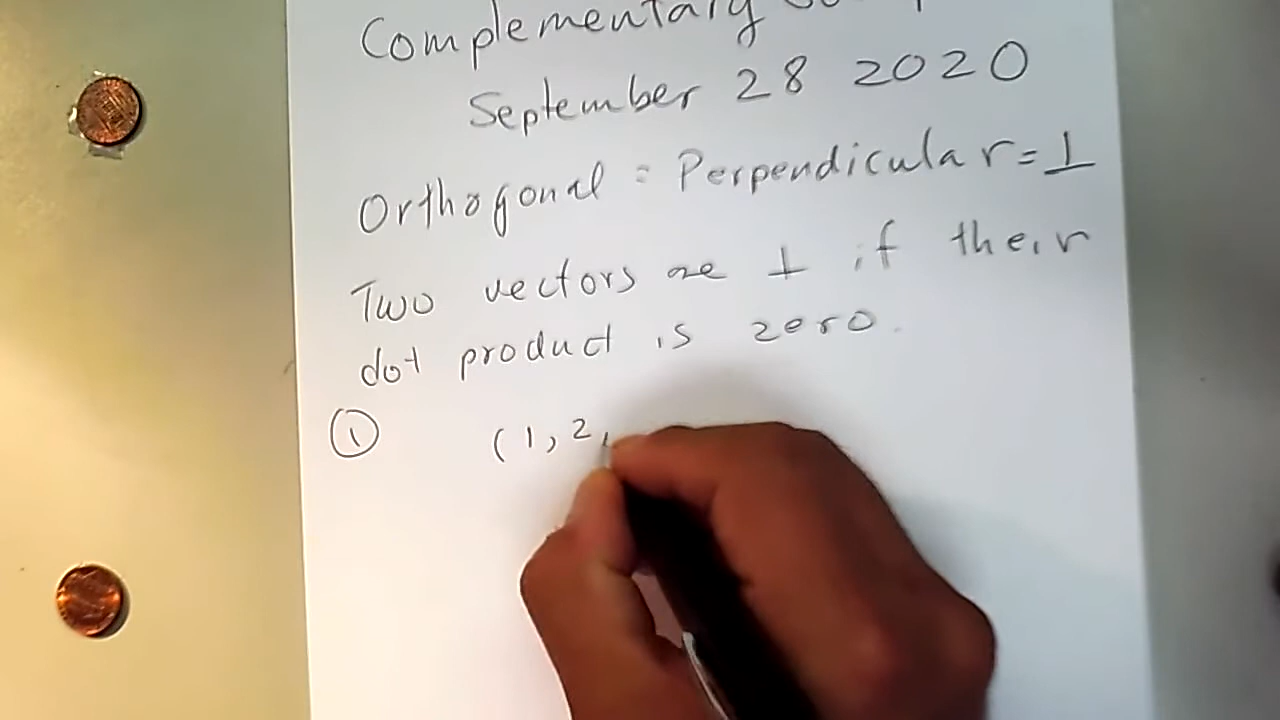 Complementary
September 28 2020
Orthogonal = Perpendicular = ⊥
Two vectors are ⊥ if their
dot product is zero.
① (1, 2,